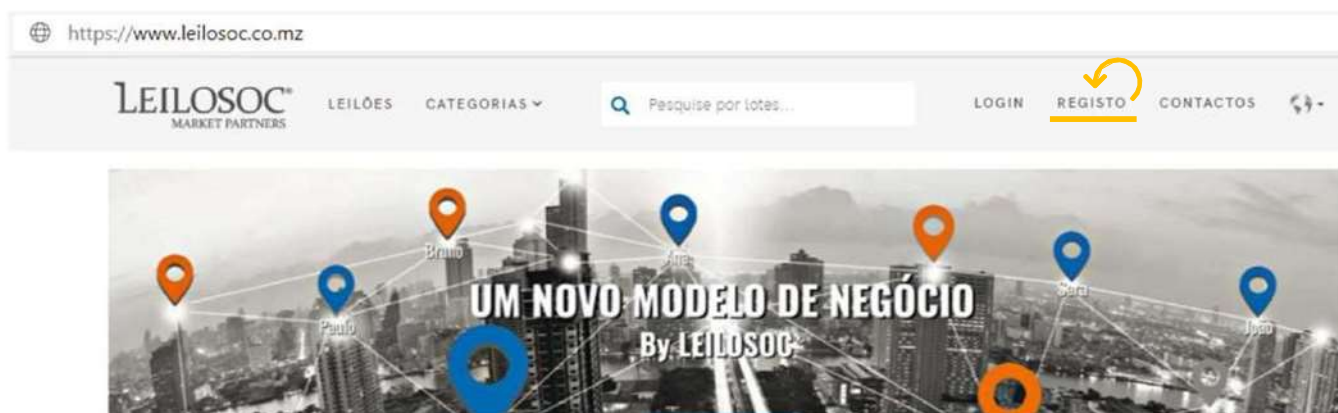 https://www.leilosoc.co.mz
LEILOSOC®
MARKET PARTNERS
LEILÕES
CATEGORIAS
Pesquise por lotes...
LOGIN
REGISTO
CONTACTOS
Bruno
Ana
Sara
Paulo
João
UM NOVO MODELO DE NEGÓCIO
By LEILOSOC